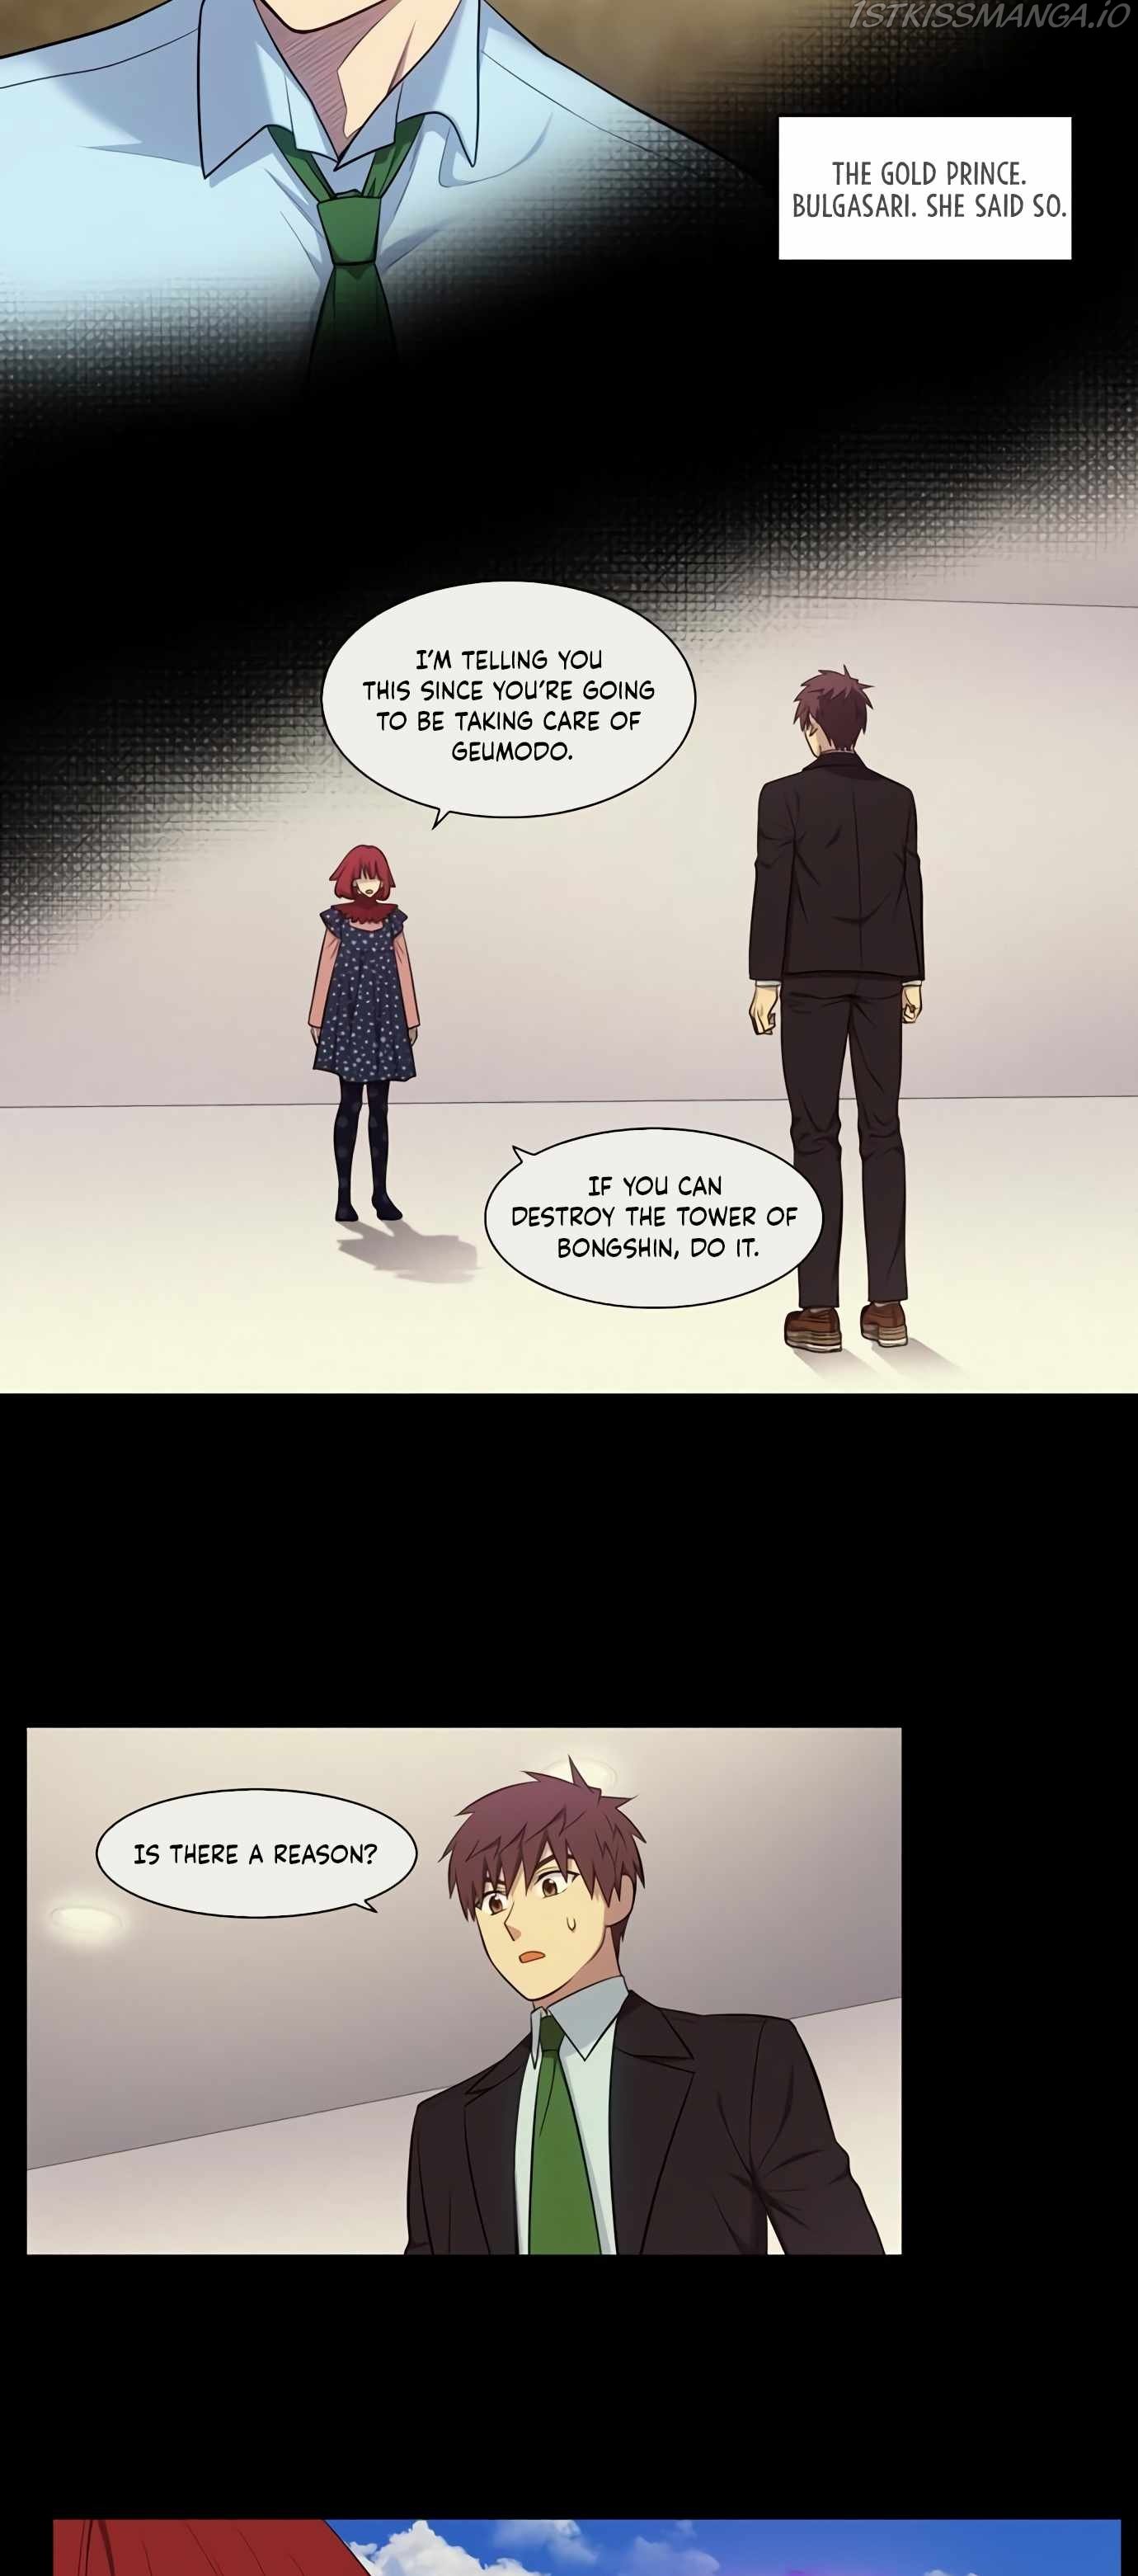 1STKISSMANGA.IO
THE GOLD PRINCE.
BULGASARI. SHE SAID SO.
I'M TELLING YOU
THIS SINCE YOU'RE GOING
TO BE TAKING CARE OF
GEUMODO.
IF YOU CAN
DESTROY THE TOWER OF
BONGSHIN, DO IT.
IS THERE A REASON?